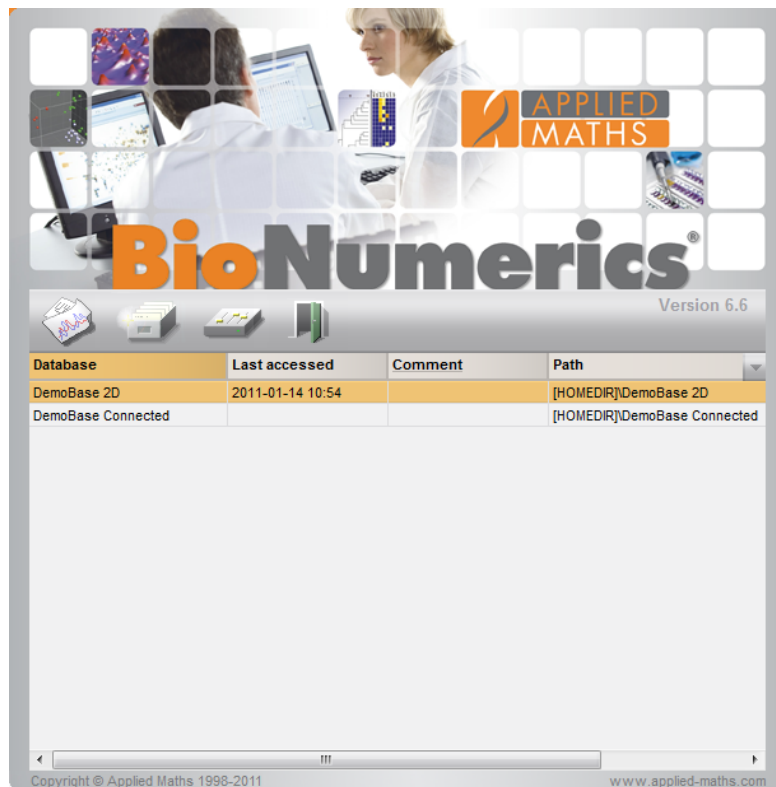 APPLIED
MATHS
BioNumerics®
Version 6.6
Database Last accessed Comment Path
DemoBase 2D 2011-01-14 10:54 [HOMEDIR]\DemoBase 2D
DemoBase Connected [HOMEDIR]\DemoBase Connected
Copyright © Applied Maths 1998-2011 www.applied-maths.com